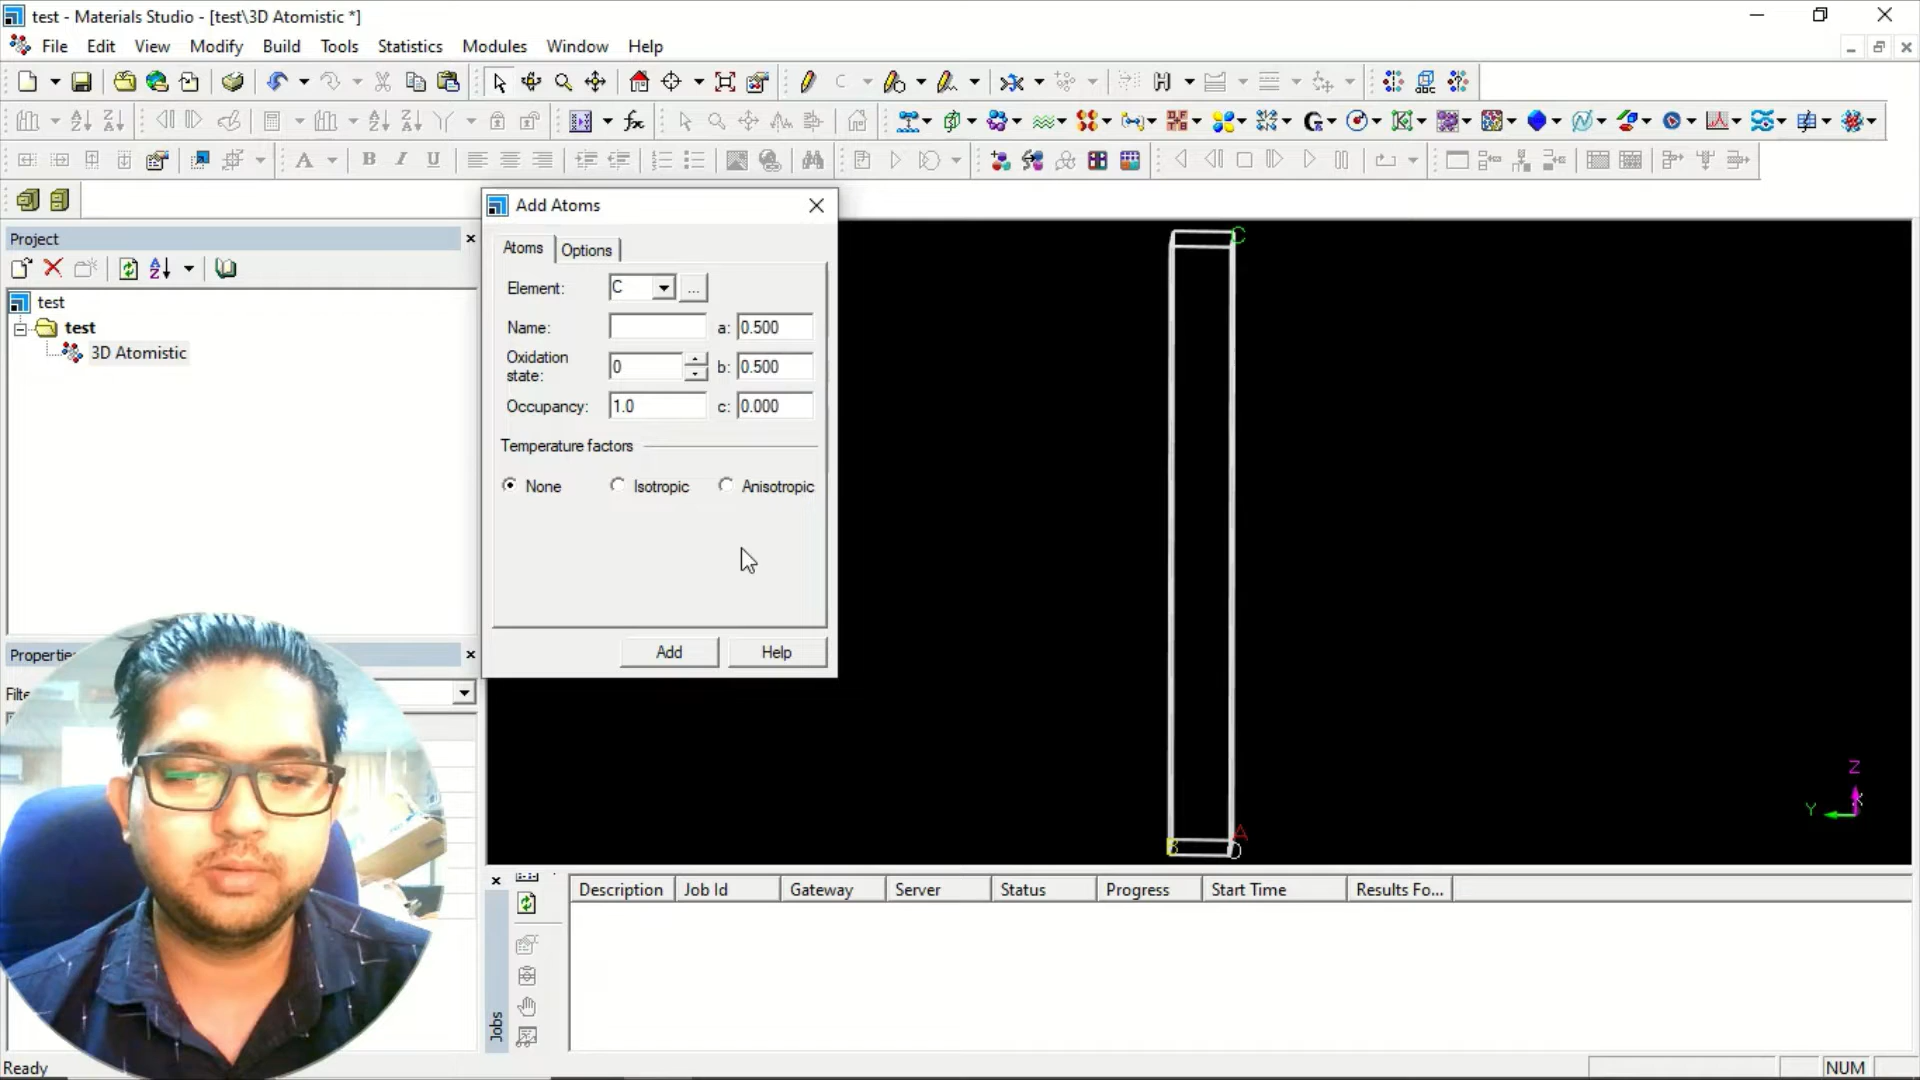 test - Materials Studio - [test\3D Atomistic *]
File Edit View Modify Build Tools Statistics Modules Window Help
Project
test
test
3D Atomistic
Add Atoms
Atoms Options
Element: C ...
Name: a: 0.500
Oxidation state: 0 b: 0.500
Occupancy: 1.0 c: 0.000
Temperature factors
None Isotropic Anisotropic
Add Help
C
A
B O
Z
X
Y
Description Job Id Gateway Server Status Progress Start Time Results Fo...
Jobs
Ready NUM